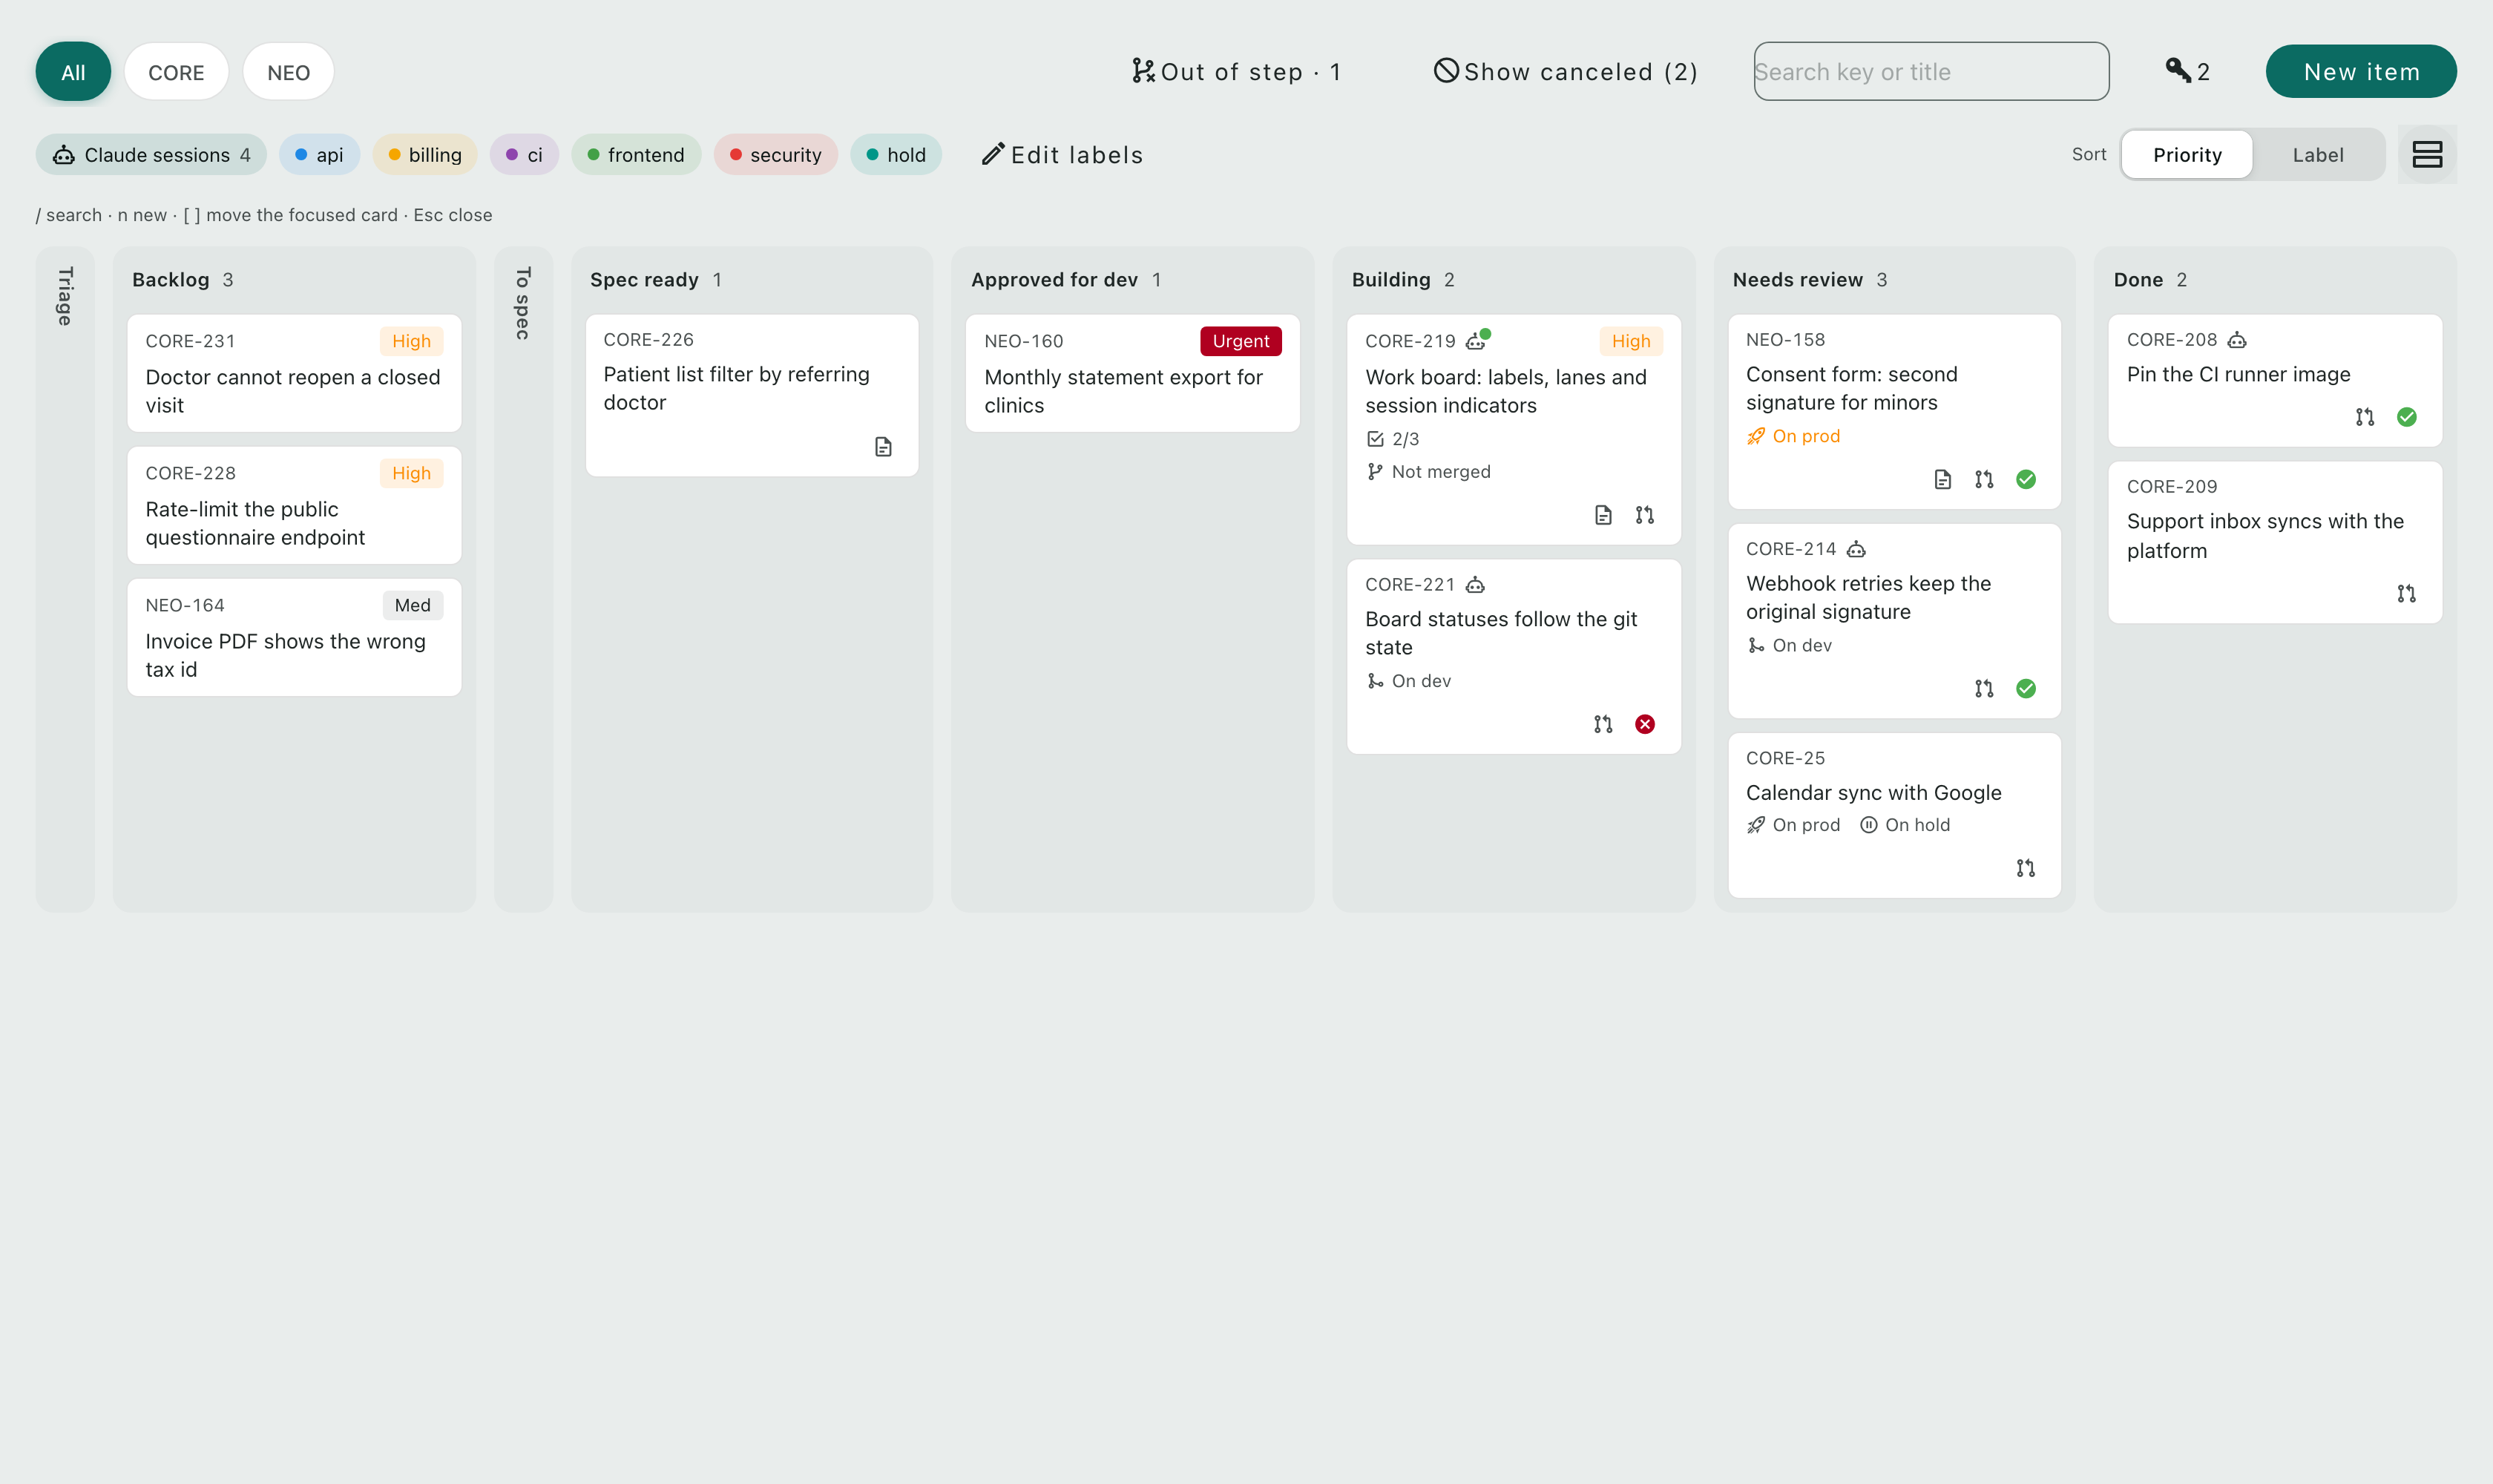 All
CORE
NEO
Out of step · 1
Show canceled (2)
Search key or title
2
New item
Claude sessions 4
api
billing
ci
frontend
security
hold
Edit labels
Sort
Priority
Label
/ search · n new · [ ] move the focused card · Esc close
Triage
Backlog 3
CORE-231
High
Doctor cannot reopen a closed
visit
CORE-228
High
Rate-limit the public
questionnaire endpoint
NEO-164
Med
Invoice PDF shows the wrong
tax id
To spec
Spec ready 1
CORE-226
Patient list filter by referring
doctor
Approved for dev 1
NEO-160
Urgent
Monthly statement export for
clinics
Building 2
CORE-219
High
Work board: labels, lanes and
session indicators
2/3
Not merged
CORE-221
Board statuses follow the git
state
On dev
Needs review 3
NEO-158
Consent form: second
signature for minors
On prod
CORE-214
Webhook retries keep the
original signature
On dev
CORE-25
Calendar sync with Google
On prod
On hold
Done 2
CORE-208
Pin the CI runner image
CORE-209
Support inbox syncs with the
platform